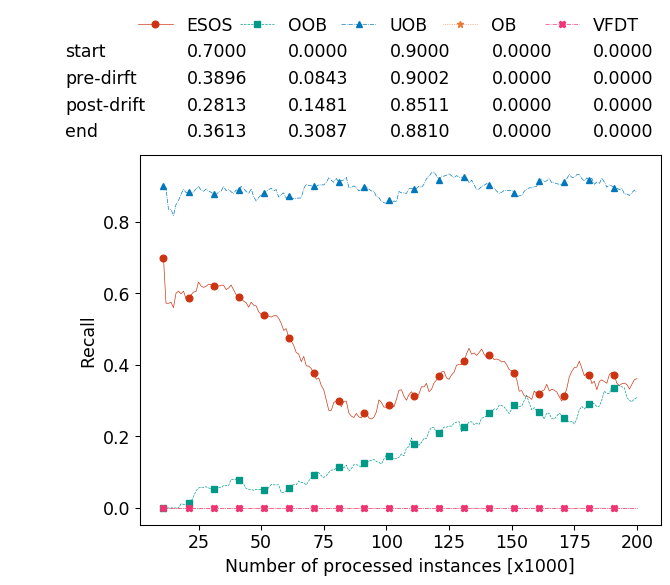 ESOS OOB UOB OB VFDT
start 0.7000 0.0000 0.9000 0.0000 0.0000
pre-dirft 0.3896 0.0843 0.9002 0.0000 0.0000
post-drift 0.2813 0.1481 0.8511 0.0000 0.0000
end 0.3613 0.3087 0.8810 0.0000 0.0000
0.8
0.6
0.4
0.2
0.0
Recall
25 50 75 100 125 150 175 200
Number of processed instances [x1000]